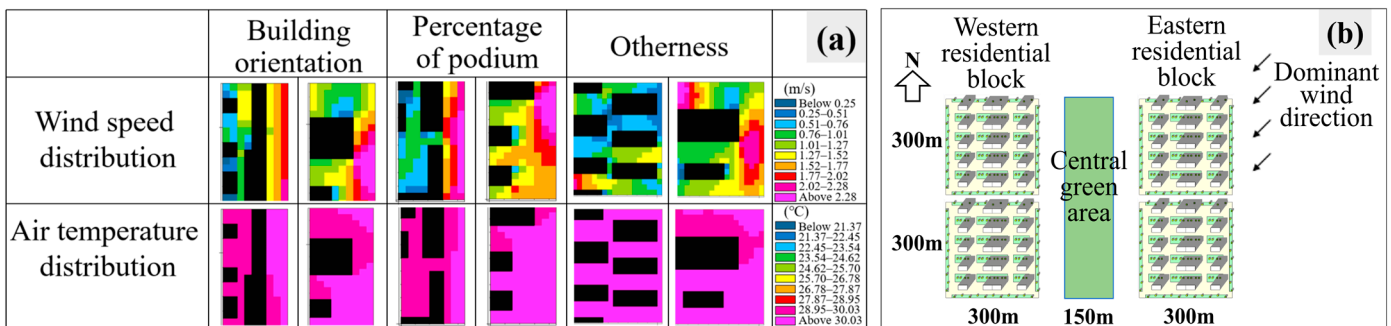 Building
orientation
Percentage
of podium
Otherness
(a)
Wind speed
distribution
(m/s)
Below 0.25
0.25–0.51
0.51–0.76
0.76–1.01
1.01–1.27
1.27–1.52
1.52–1.77
1.77–2.02
2.02–2.28
Above 2.28
Air temperature
distribution
(°C)
Below 21.37
21.37–22.45
22.45–23.54
23.54–24.62
24.62–25.70
25.70–26.78
26.78–27.87
27.87–28.95
28.95–30.03
Above 30.03
(b)
N
Western
residential
block
Eastern
residential
block
Dominant
wind
direction
300m
Central
green
area
300m
300m
150m
300m